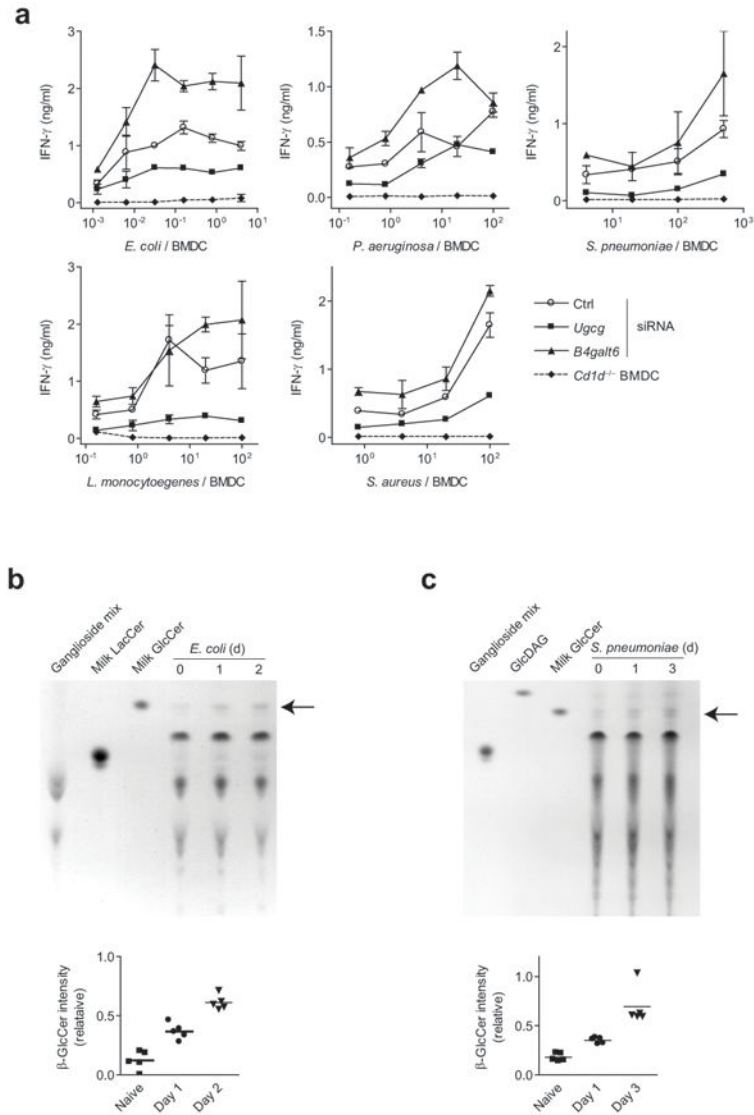 a
IFN-γ (ng/ml)
3
2
1
0
10⁻³ 10⁻² 10⁻¹ 10⁰ 10¹
E. coli / BMDC
IFN-γ (ng/ml)
1.5
1.0
0.5
0.0
10⁻¹ 10⁰ 10¹ 10²
P. aeruginosa / BMDC
IFN-γ (ng/ml)
2
1
0
10¹ 10² 10³
S. pneumoniae / BMDC
IFN-γ (ng/ml)
3
2
1
0
10⁻¹ 10⁰ 10¹ 10²
L. monocytoegenes / BMDC
IFN-γ (ng/ml)
2
1
0
10⁰ 10¹ 10²
S. aureus / BMDC
Ctrl
Ugcg
B4galt6
siRNA
Cd1d⁻/⁻ BMDC
b
Ganglioside mix
Milk LacCer
Milk GlcCer
E. coli (d)
0 1 2
β-GlcCer intensity
(relataive)
1.0
0.5
0.0
Naive Day 1 Day 2
c
Ganglioside mix
GlcDAG
Milk GlcCer
S. pneumoniae (d)
0 1 3
β-GlcCer intensity
(relative)
1.0
0.5
0.0
Naive Day 1 Day 3